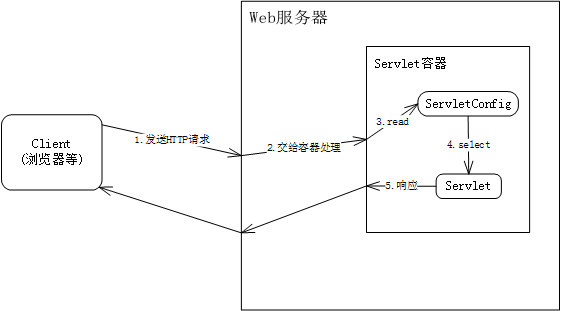 Web服务器
Servlet容器
ServletConfig
3.read
1.发送HTTP请求
2.交给容器处理
4.select
Client
(浏览器等)
5.响应
Servlet